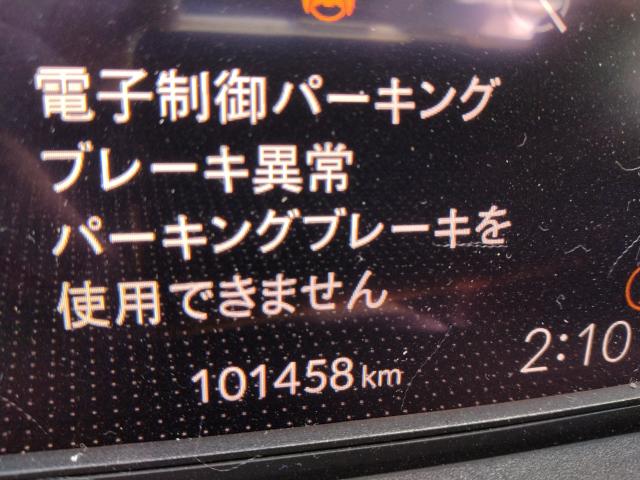 電子制御パーキング
ブレーキ異常
パーキングブレーキを
使用できません
101458 km
2:10